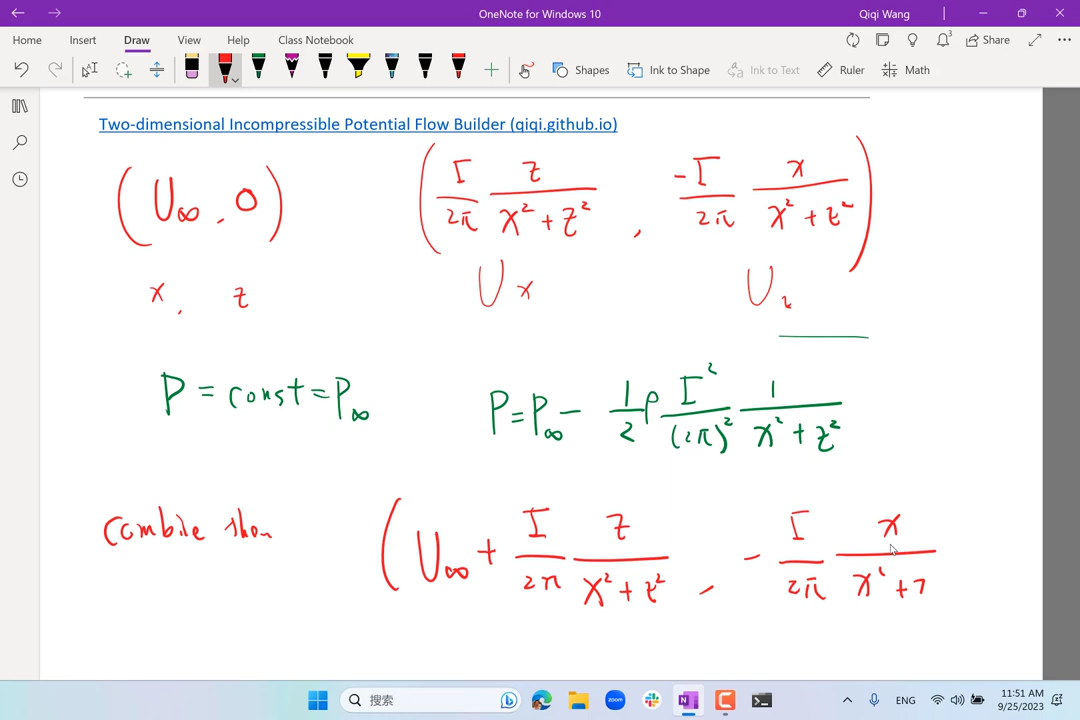 OneNote for Windows 10
Qiqi Wang
Home Insert Draw View Help Class Notebook
Share
Shapes Ink to Shape Ink to Text Ruler Math
Two-dimensional Incompressible Potential Flow Builder (qiqi.github.io)
(U∞, 0) (I/2π z/(x²+z²), -I/2π x/(x²+z²))
x, z Ux Uz
P = const = P∞ P = P∞ - 1/2 ρ I²/(2π)² 1/(x²+z²)
combie them (U∞ + I/2π z/(x²+z²), - I/2π x/(x²+z
搜索
ENG
11:51 AM
9/25/2023